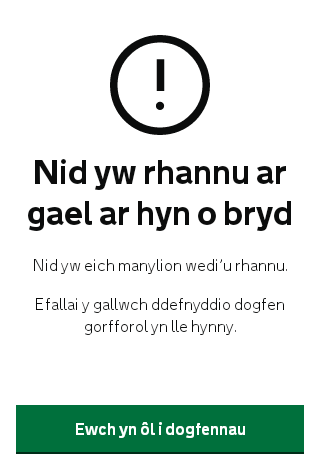 Nid yw rhannu ar
gael ar hyn o bryd
Nid yw eich manylion wedi’u rhannu.
Efallai y gallwch ddefnyddio dogfen
gorfforol yn lle hynny.
Ewch yn ôl i dogfennau